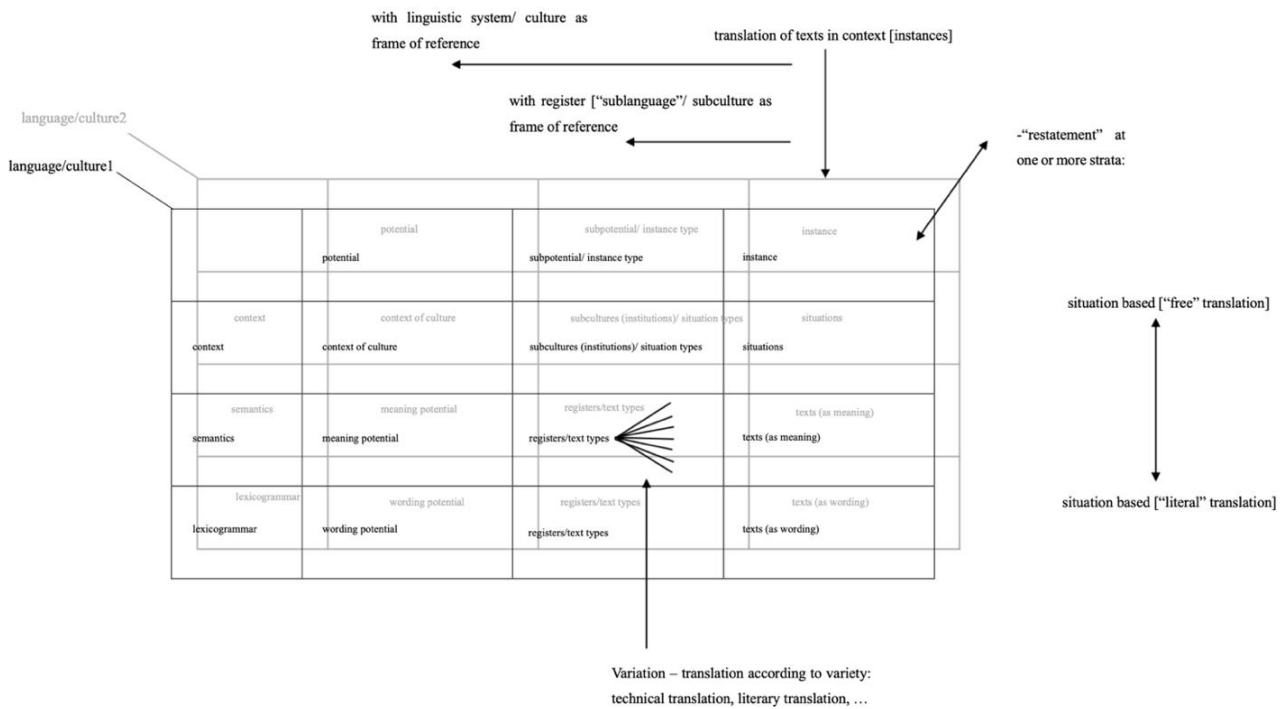 with linguistic system/ culture as
frame of reference
translation of texts in context [instances]
with register [“sublanguage”/ subculture as
frame of reference
language/culture2
language/culture1
-“restatement” at
one or more strata:
potential
subpotential/ instance type
instance
potential
subpotential/ instance type
instance
context
context of culture
subcultures (institutions)/ situation types
situations
context
context of culture
subcultures (institutions)/ situation types
situations
situation based [“free” translation]
semantics
meaning potential
registers/text types
texts (as meaning)
semantics
meaning potential
registers/text types
texts (as meaning)
lexicogrammar
wording potential
registers/text types
texts (as wording)
lexicogrammar
wording potential
registers/text types
texts (as wording)
situation based [“literal” translation]
Variation – translation according to variety:
technical translation, literary translation, …